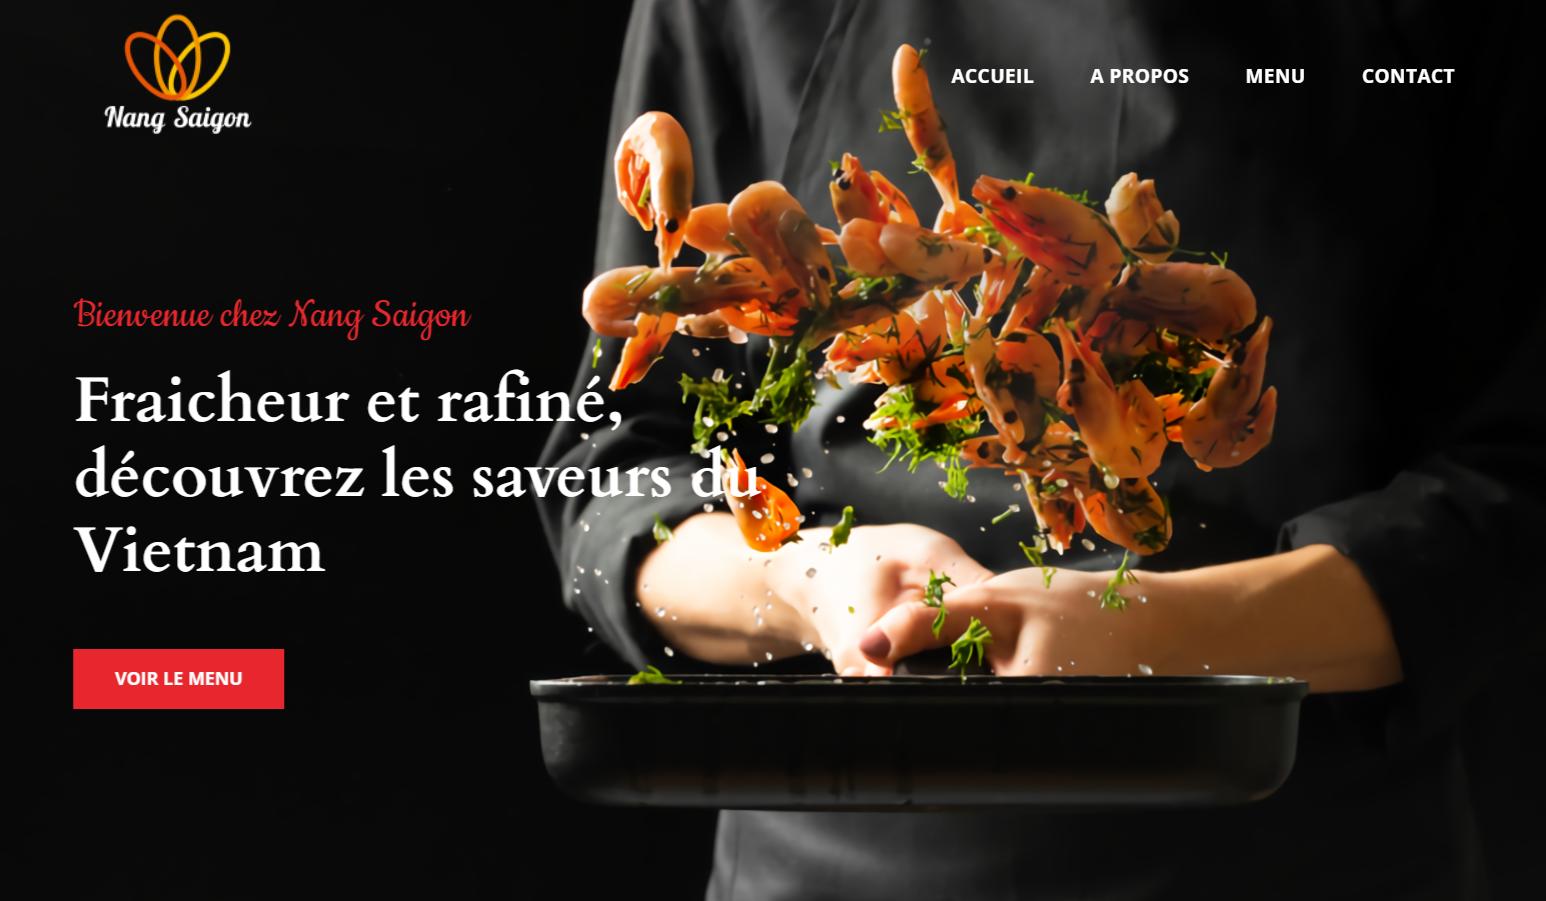 Nang Saigon
ACCUEIL
A PROPOS
MENU
CONTACT
Bienvenue chez Nang Saigon
Fraicheur et rafiné,
découvrez les saveurs du
Vietnam
VOIR LE MENU